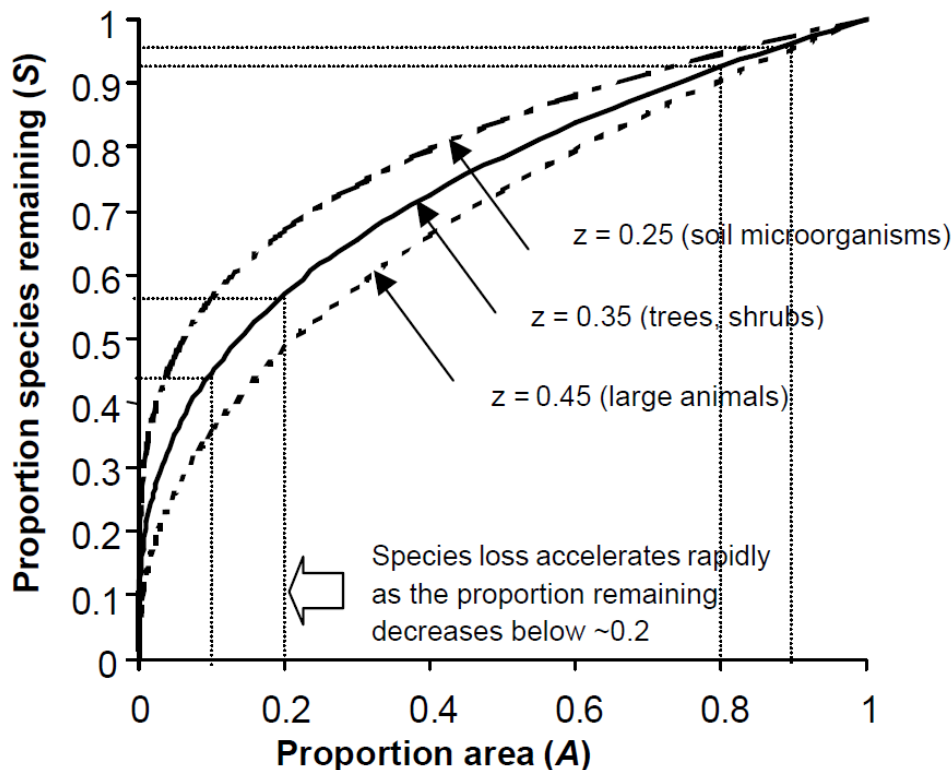 Proportion species remaining (S)
1
0.9
0.8
0.7
0.6
0.5
0.4
0.3
0.2
0.1
0
z = 0.25 (soil microorganisms)
z = 0.35 (trees, shrubs)
z = 0.45 (large animals)
Species loss accelerates rapidly
as the proportion remaining
decreases below ~0.2
0 0.2 0.4 0.6 0.8 1
Proportion area (A)